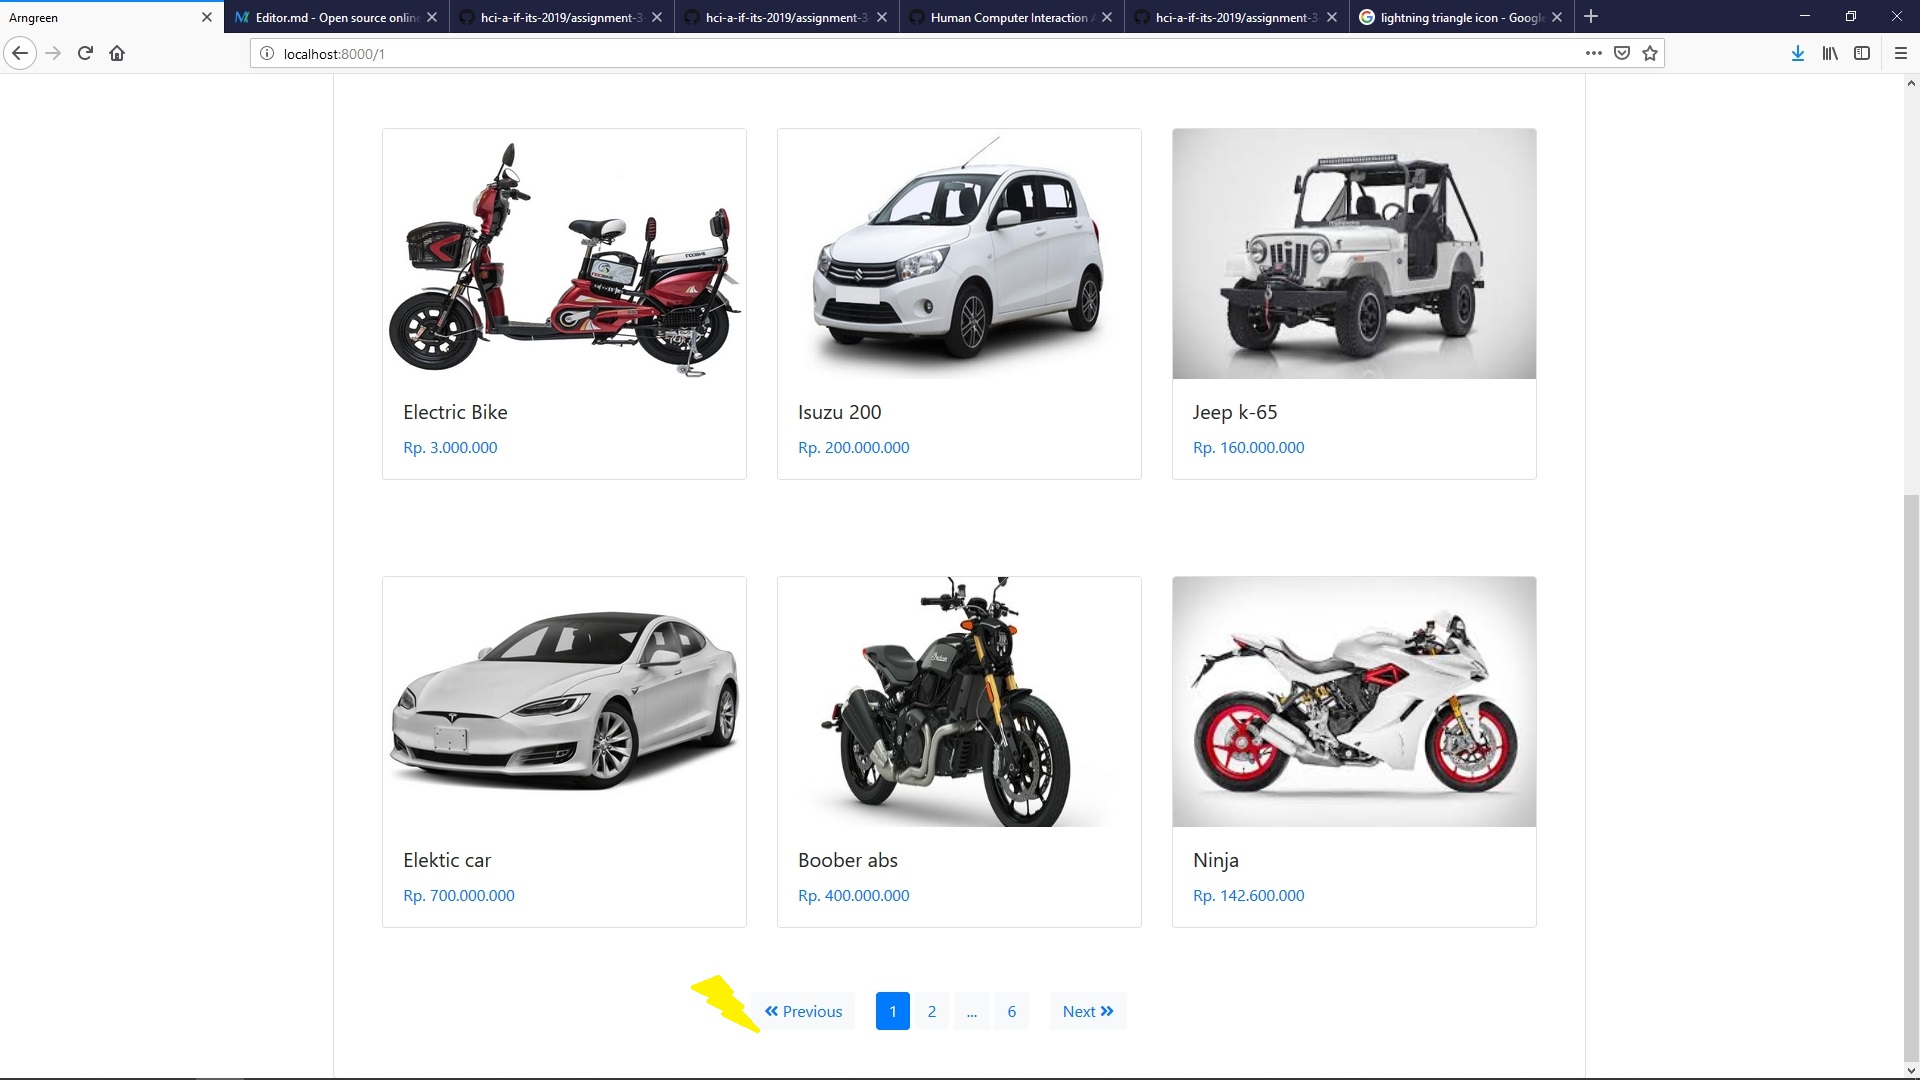 Arngreen
Editor.md - Open source online
hci-a-if-its-2019/assignment-3-
hci-a-if-its-2019/assignment-3-
Human Computer Interaction A
hci-a-if-its-2019/assignment-3-
lightning triangle icon - Google
localhost:8000/1
Electric Bike
Rp. 3.000.000
Isuzu 200
Rp. 200.000.000
Jeep k-65
Rp. 160.000.000
Elektic car
Rp. 700.000.000
Boober abs
Rp. 400.000.000
Ninja
Rp. 142.600.000
Previous 1 2 ... 6 Next